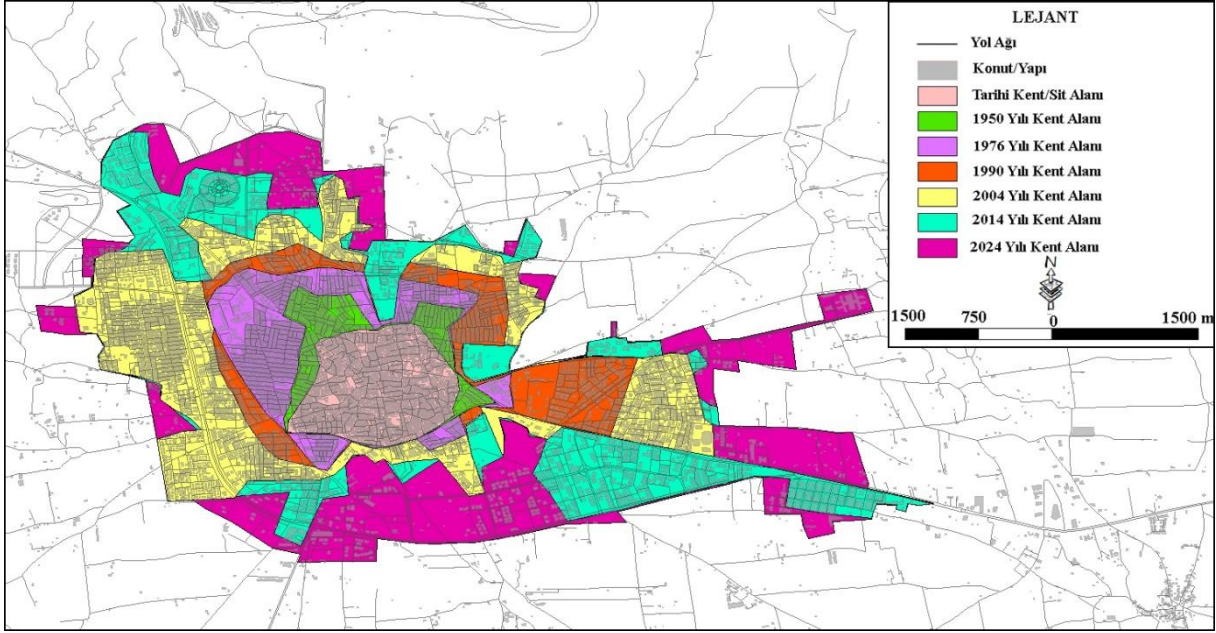 LEJANT
Yol Ağı
Konut/Yapı
Tarihi Kent/Sit Alanı
1950 Yılı Kent Alanı
1976 Yılı Kent Alanı
1990 Yılı Kent Alanı
2004 Yılı Kent Alanı
2014 Yılı Kent Alanı
2024 Yılı Kent Alanı
N
1500 750 0 1500 m